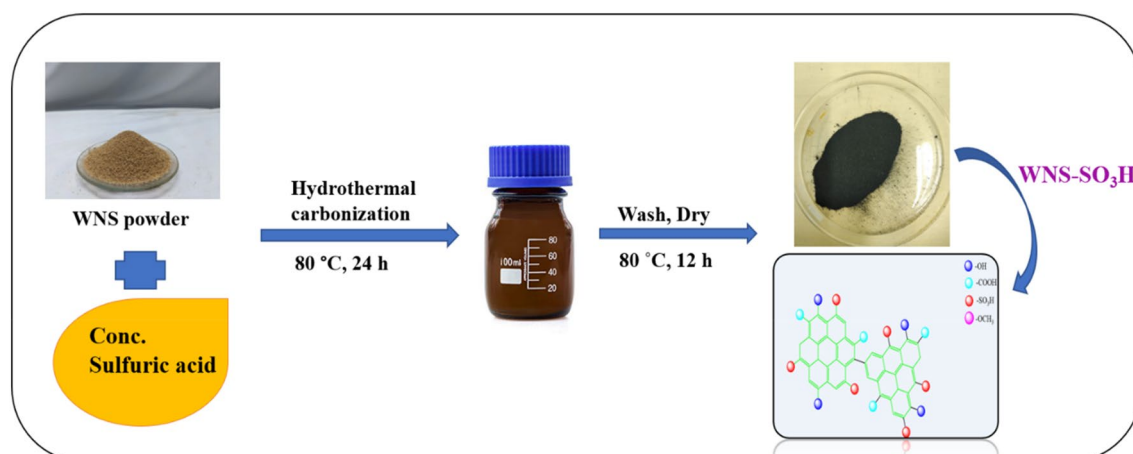 WNS powder
Conc.
Sulfuric acid
Hydrothermal
carbonization
80 °C, 24 h
100ml
80
60
40
20
Wash, Dry
80 °C, 12 h
WNS-SO₃H
-OH
-COOH
-SO₃H
-OCH₃